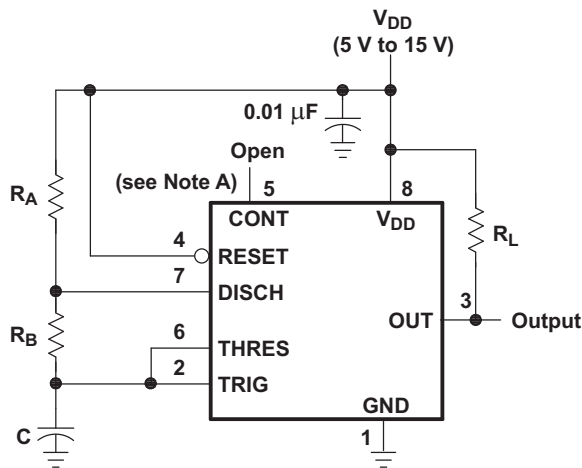 VDD
(5 V to 15 V)
0.01 μF
Open
(see Note A)
5
8
RA
CONT
VDD
RL
4
RESET
7
DISCH
3
OUT
Output
RB
6
THRES
2
TRIG
GND
C
1